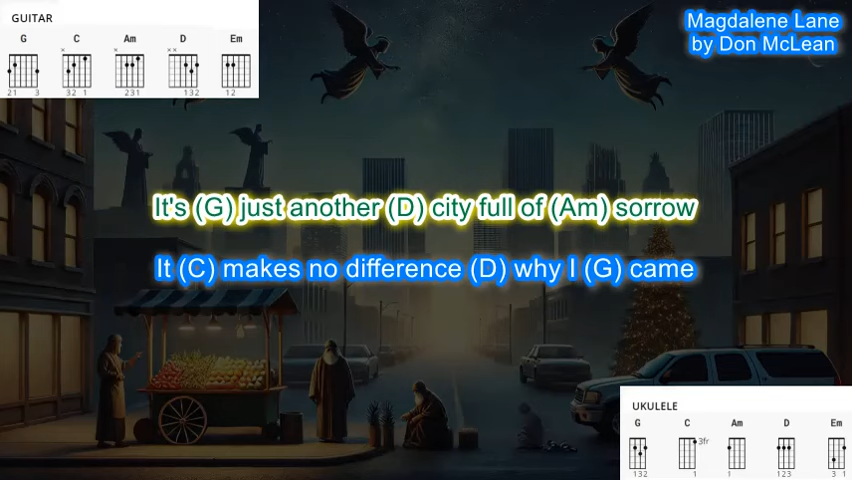 GUITAR
G C Am D Em
× × ××
21 3 32 1 231 132 12
Magdalene Lane
by Don McLean
It's (G) just another (D) city full of (Am) sorrow
It (C) makes no difference (D) why I (G) came
UKULELE
G C Am D Em
3fr
132 1 1 123 3 1